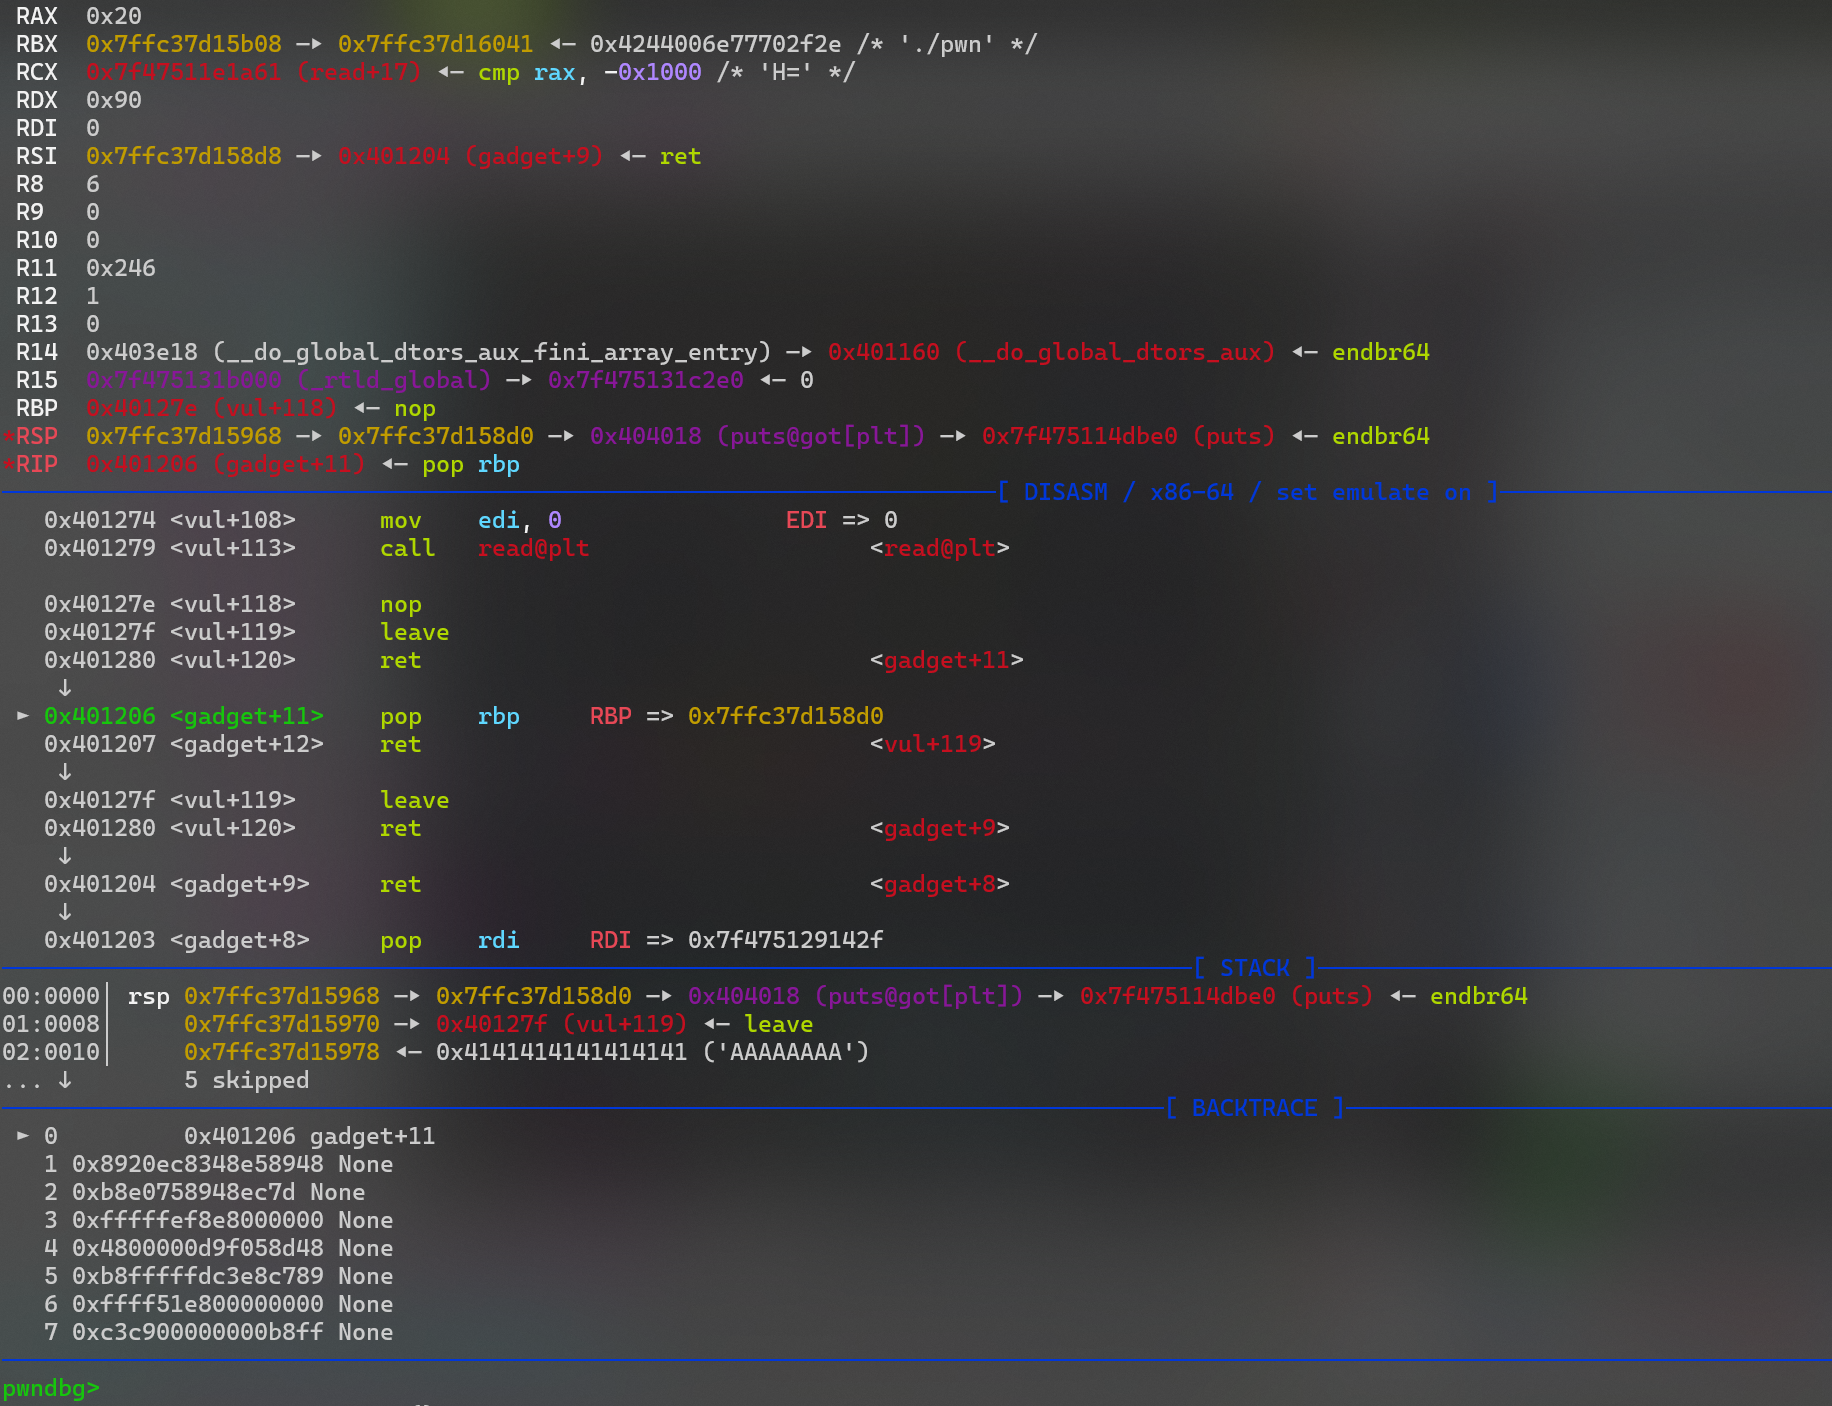 RAX  0x20
RBX  0x7ffc37d15b08 —▸ 0x7ffc37d16041 ◂— 0x4244006e77702f2e /* './pwn' */
RCX  0x7f47511e1a61 (read+17) ◂— cmp rax, -0x1000 /* 'H=' */
RDX  0x90
RDI  0
RSI  0x7ffc37d158d8 —▸ 0x401204 (gadget+9) ◂— ret
R8   6
R9   0
R10  0
R11  0x246
R12  1
R13  0
R14  0x403e18 (__do_global_dtors_aux_fini_array_entry) —▸ 0x401160 (__do_global_dtors_aux) ◂— endbr64
R15  0x7f475131b000 (_rtld_global) —▸ 0x7f475131c2e0 ◂— 0
RBP  0x40127e (vul+118) ◂— nop
*RSP  0x7ffc37d15968 —▸ 0x7ffc37d158d0 —▸ 0x404018 (puts@got[plt]) —▸ 0x7f475114dbe0 (puts) ◂— endbr64
*RIP  0x401206 (gadget+11) ◂— pop rbp
[ DISASM / x86-64 / set emulate on ]
0x401274 <vul+108>      mov    edi, 0                EDI => 0
0x401279 <vul+113>      call   read@plt                    <read@plt>
0x40127e <vul+118>      nop
0x40127f <vul+119>      leave
0x401280 <vul+120>      ret                                <gadget+11>
↓
► 0x401206 <gadget+11>    pop    rbp     RBP => 0x7ffc37d158d0
0x401207 <gadget+12>    ret                                <vul+119>
↓
0x40127f <vul+119>      leave
0x401280 <vul+120>      ret                                <gadget+9>
↓
0x401204 <gadget+9>     ret                                <gadget+8>
↓
0x401203 <gadget+8>     pop    rdi     RDI => 0x7f475129142f
[ STACK ]
00:0000│ rsp 0x7ffc37d15968 —▸ 0x7ffc37d158d0 —▸ 0x404018 (puts@got[plt]) —▸ 0x7f475114dbe0 (puts) ◂— endbr64
01:0008│     0x7ffc37d15970 —▸ 0x40127f (vul+119) ◂— leave
02:0010│     0x7ffc37d15978 ◂— 0x4141414141414141 ('AAAAAAAA')
... ↓        5 skipped
[ BACKTRACE ]
► 0         0x401206 gadget+11
1 0x8920ec8348e58948 None
2 0xb8e0758948ec7d None
3 0xfffffef8e8000000 None
4 0x4800000d9f058d48 None
5 0xb8fffffdc3e8c789 None
6 0xffff51e800000000 None
7 0xc3c900000000b8ff None
pwndbg>